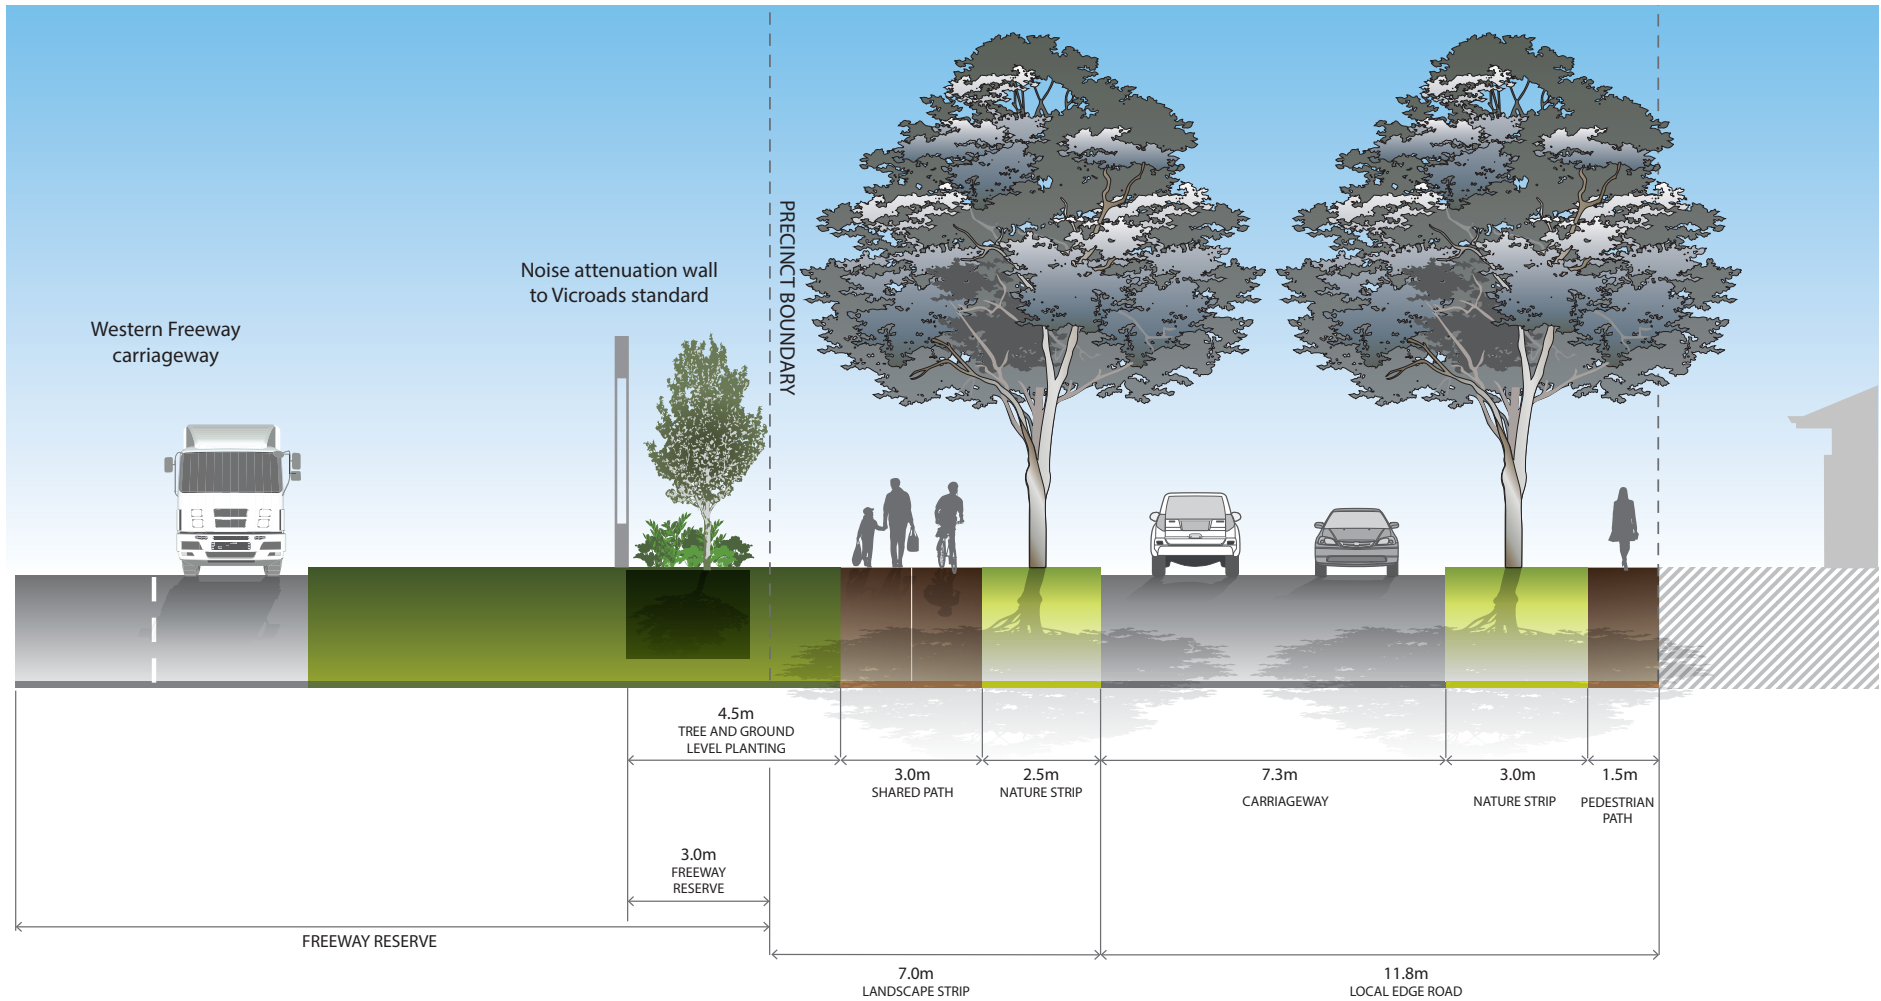 PRECINCT BOUNDARY
Noise attenuation wall
to Vicroads standard
Western Freeway
carriageway
4.5m
TREE AND GROUND
LEVEL PLANTING
3.0m
SHARED PATH
2.5m
NATURE STRIP
7.3m
CARRIAGEWAY
3.0m
NATURE STRIP
1.5m
PEDESTRIAN
PATH
3.0m
FREEWAY
RESERVE
FREEWAY RESERVE
7.0m
LANDSCAPE STRIP
11.8m
LOCAL EDGE ROAD